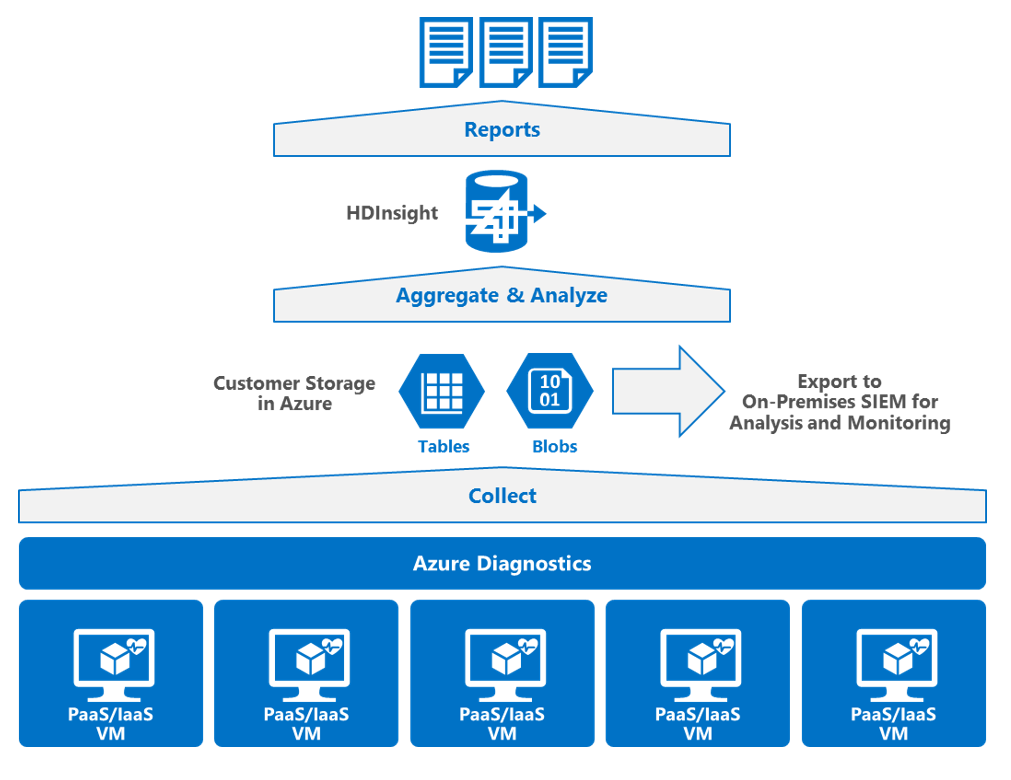 Reports
HDInsight
Aggregate & Analyze
Customer Storage
in Azure
10
01
Tables
Blobs
Export to
On-Premises SIEM for
Analysis and Monitoring
Collect
Azure Diagnostics
PaaS/IaaS
VM
PaaS/IaaS
VM
PaaS/IaaS
VM
PaaS/IaaS
VM
PaaS/IaaS
VM